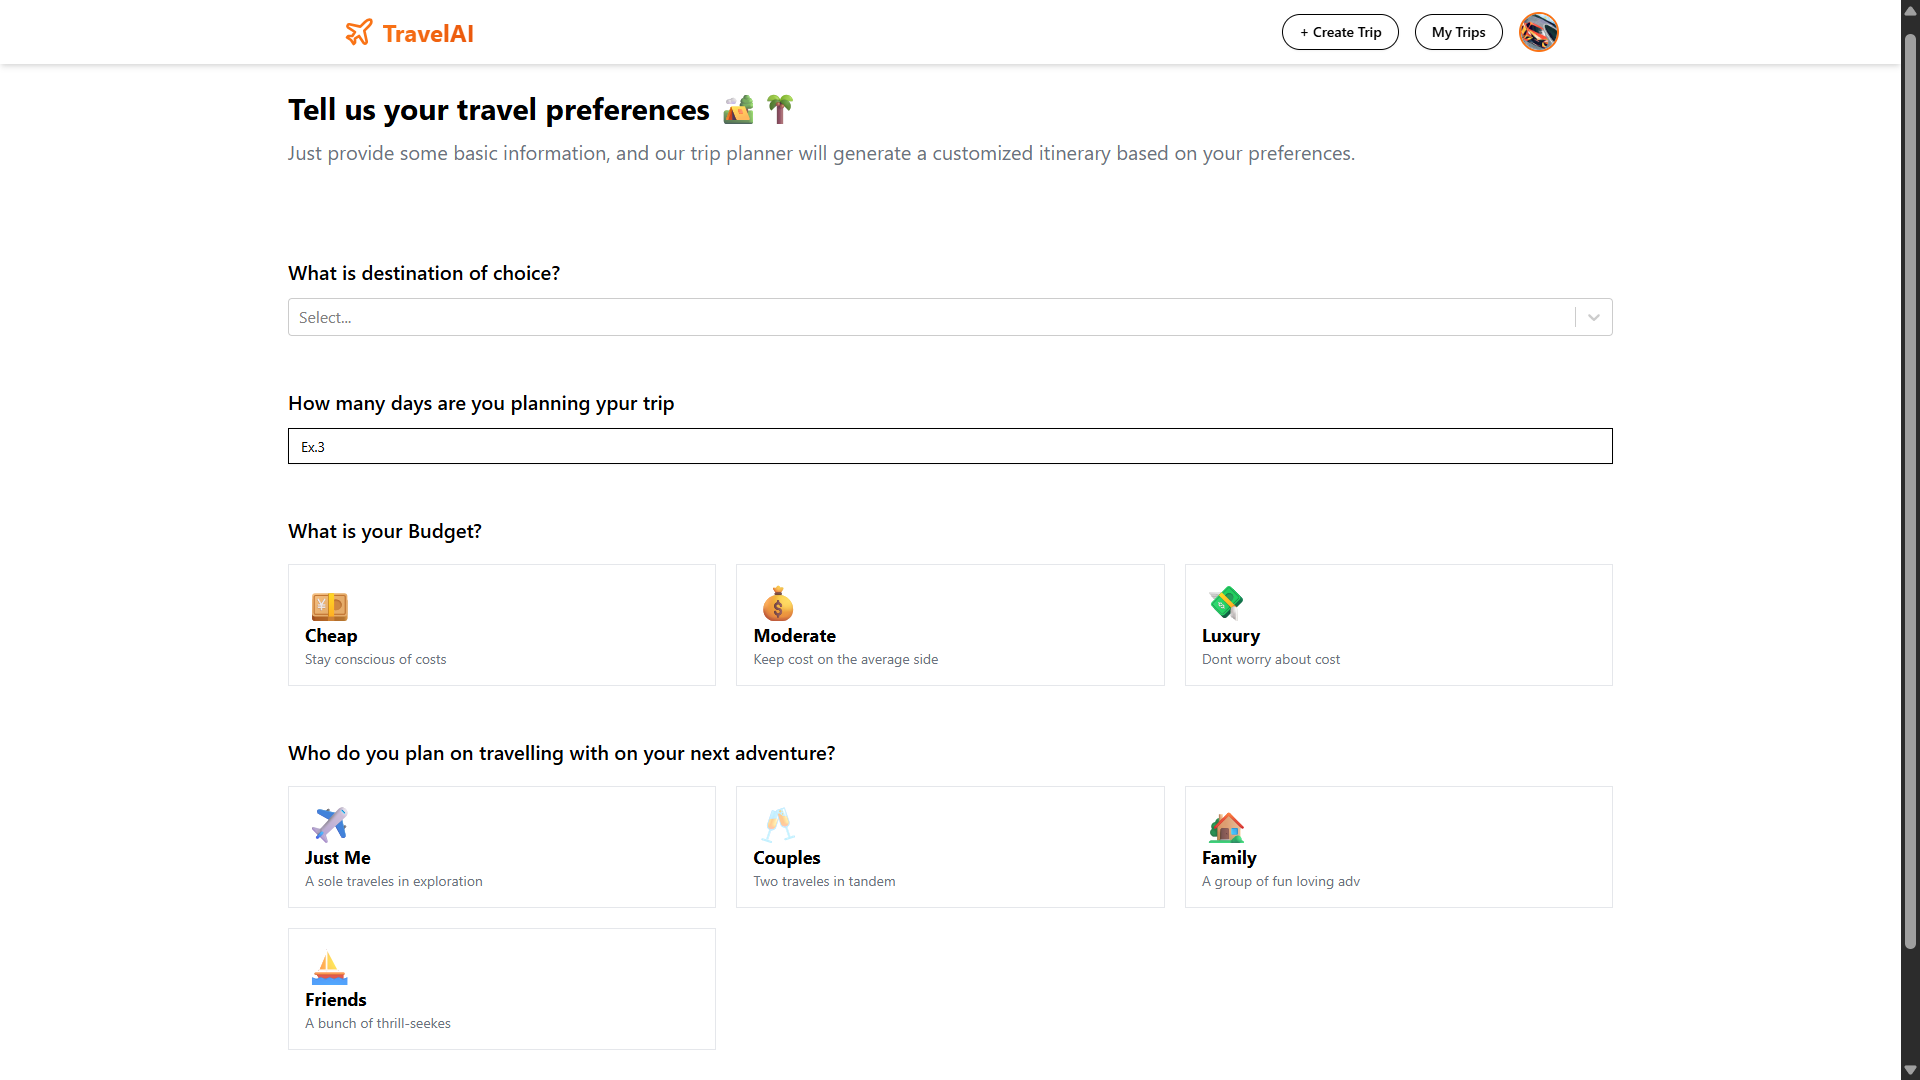 TravelAI
+ Create Trip
My Trips
Tell us your travel preferences 🏕️ 🌴
Just provide some basic information, and our trip planner will generate a customized itinerary based on your preferences.
What is destination of choice?
Select...
How many days are you planning ypur trip
Ex.3
What is your Budget?
Cheap
Stay conscious of costs
Moderate
Keep cost on the average side
Luxury
Dont worry about cost
Who do you plan on travelling with on your next adventure?
Just Me
A sole traveles in exploration
Couples
Two traveles in tandem
Family
A group of fun loving adv
Friends
A bunch of thrill-seekes